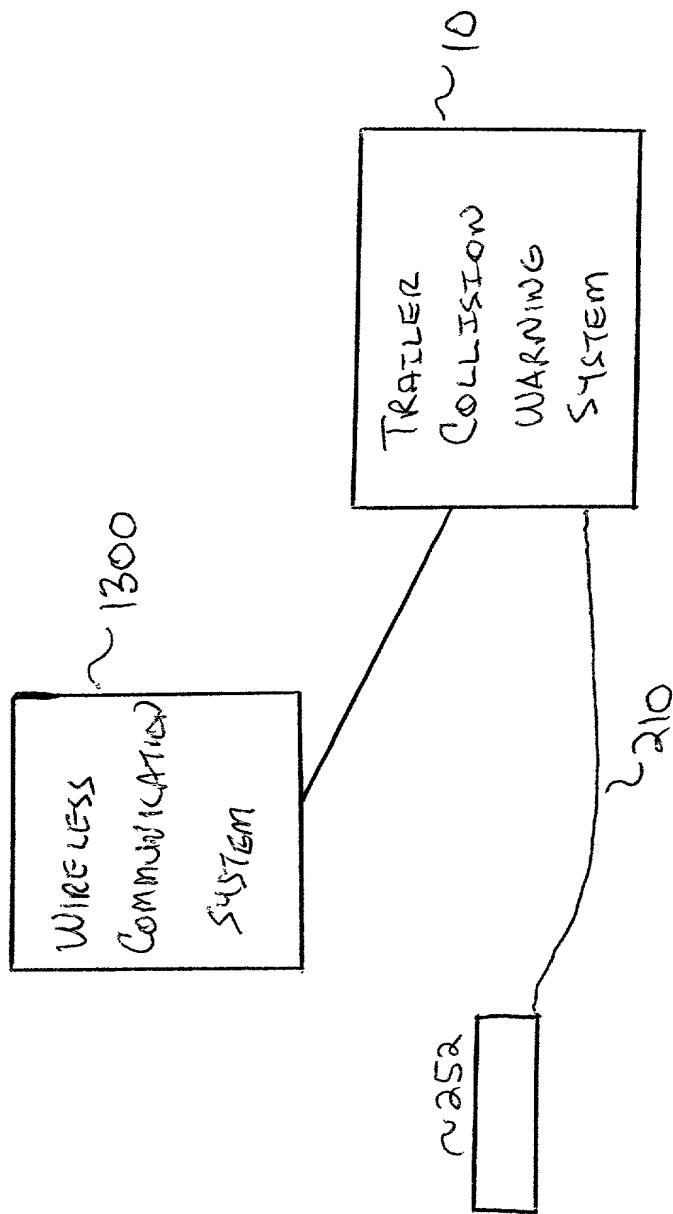 WIRELESS
COMMUNICATION
SYSTEM
~1300
TRAILER
COLLISION
WARNING
SYSTEM
~10
~252
~210